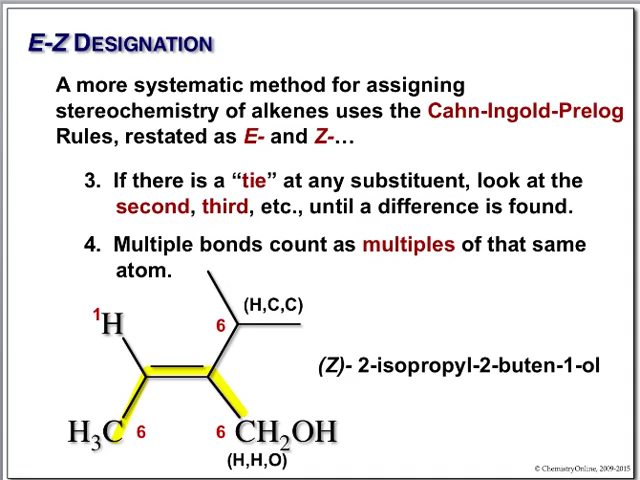 E-Z DESIGNATION
A more systematic method for assigning
stereochemistry of alkenes uses the Cahn-Ingold-Prelog
Rules, restated as E- and Z-…
3. If there is a “tie” at any substituent, look at the
second, third, etc., until a difference is found.
4. Multiple bonds count as multiples of that same
atom.
(H,C,C)
1H
6
(Z)- 2-isopropyl-2-buten-1-ol
H3C 6
6 CH2OH
(H,H,O)
© ChemistryOnline, 2009-2015